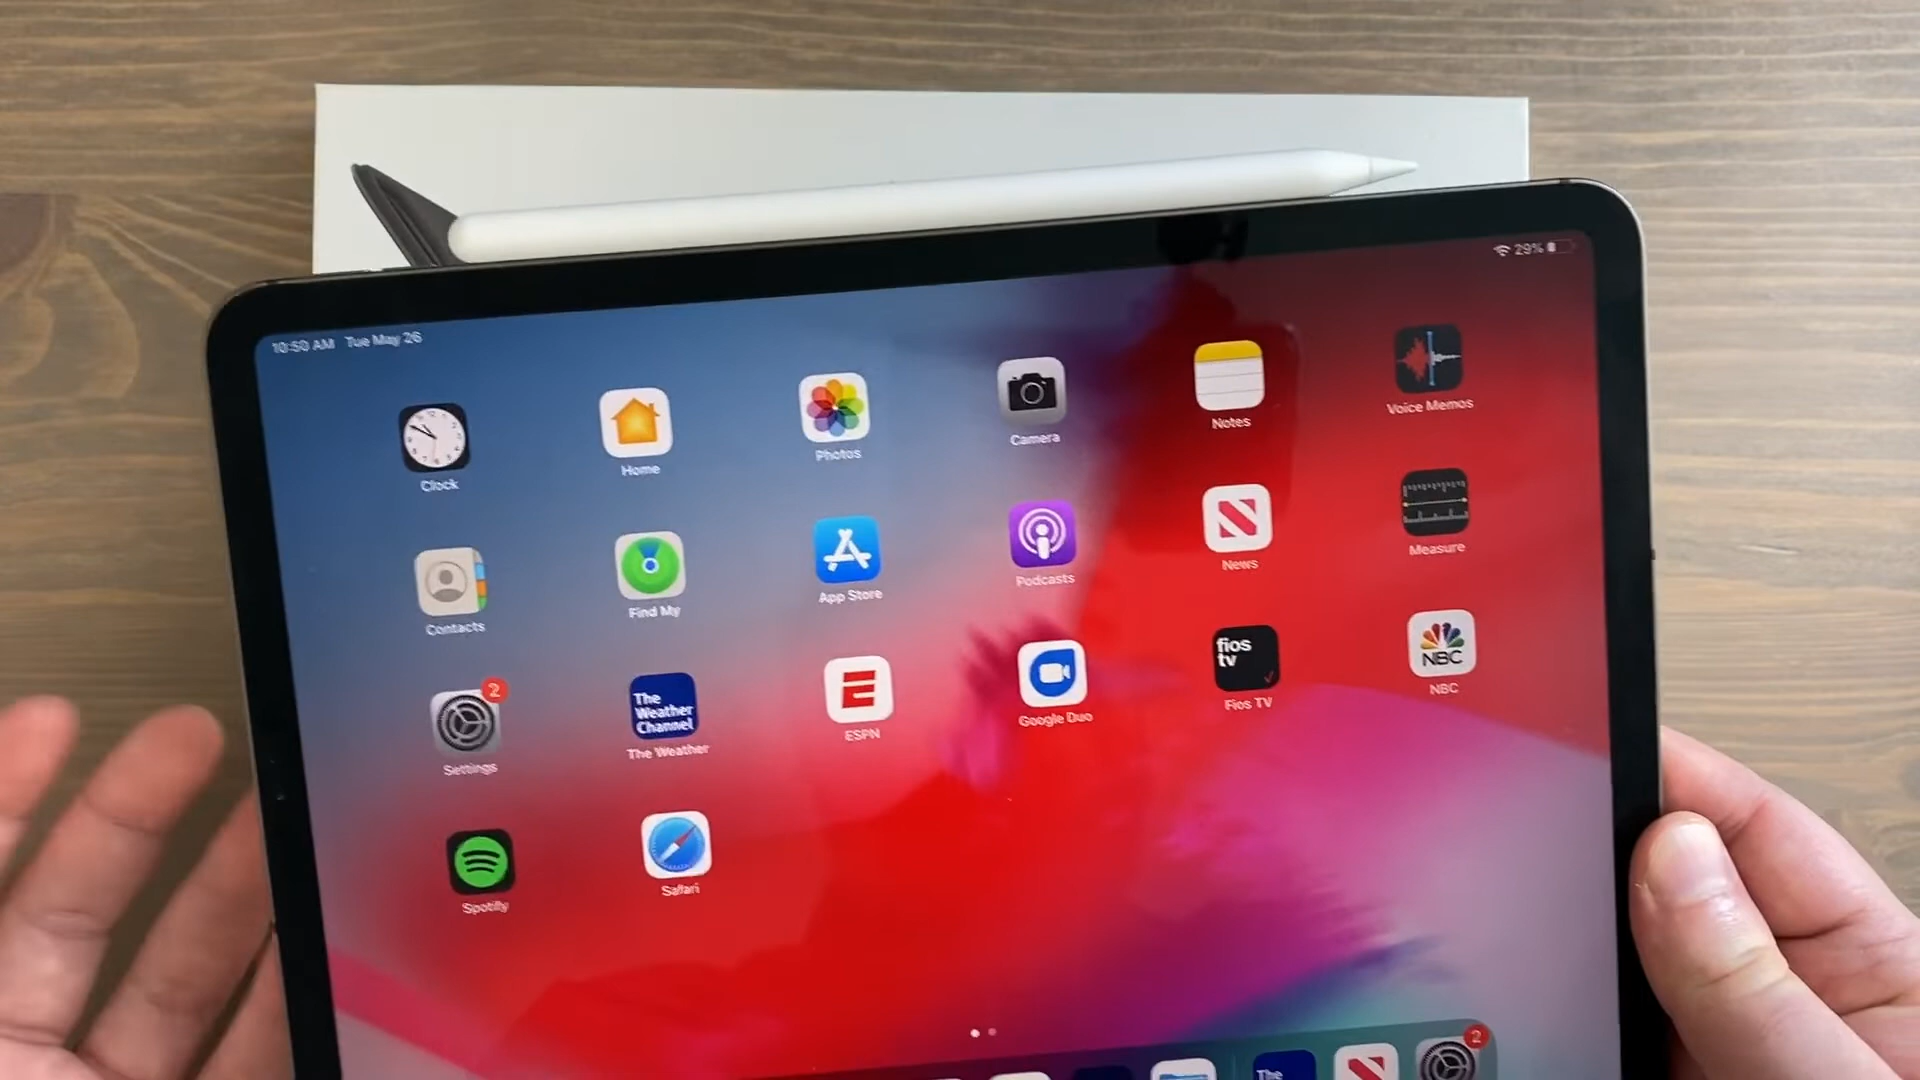 10:50 AM Tue May 26
29%
Clock
Home
Photos
Camera
Notes
Voice Memos
Contacts
Find My
App Store
Podcasts
News
Measure
2
Settings
The
Weather
Channel
The Weather
ESPN
Google Duo
fios
tv
Fios TV
NBC
NBC
Spotify
Safari
The
2